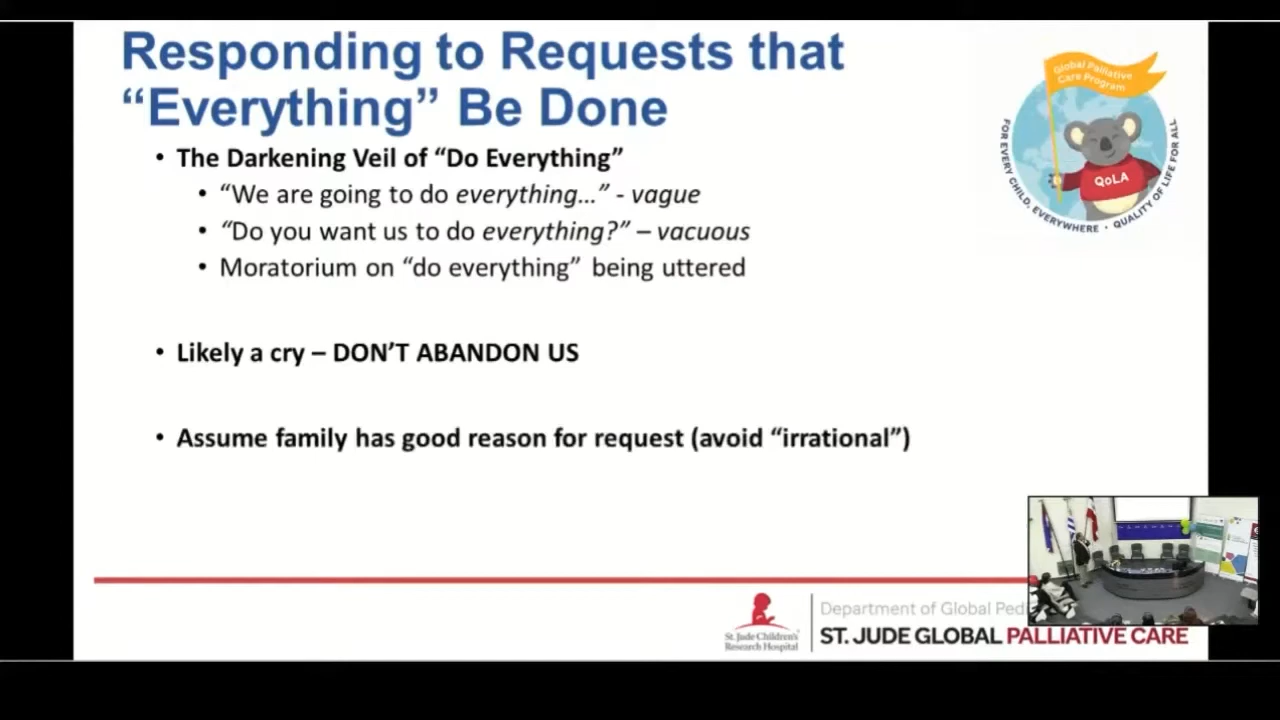 Responding to Requests that
“Everything” Be Done
• The Darkening Veil of “Do Everything”
• “We are going to do everything…” - vague
• “Do you want us to do everything?” – vacuous
• Moratorium on “do everything” being uttered
• Likely a cry – DON’T ABANDON US
• Assume family has good reason for request (avoid “irrational”)
Global Palliative
Care Program
QoLA
FOR EVERY CHILD, EVERYWHERE • QUALITY OF LIFE FOR ALL
St. Jude Children's
Research Hospital
Department of Global Ped
ST. JUDE GLOBAL PALLIATIVE CARE